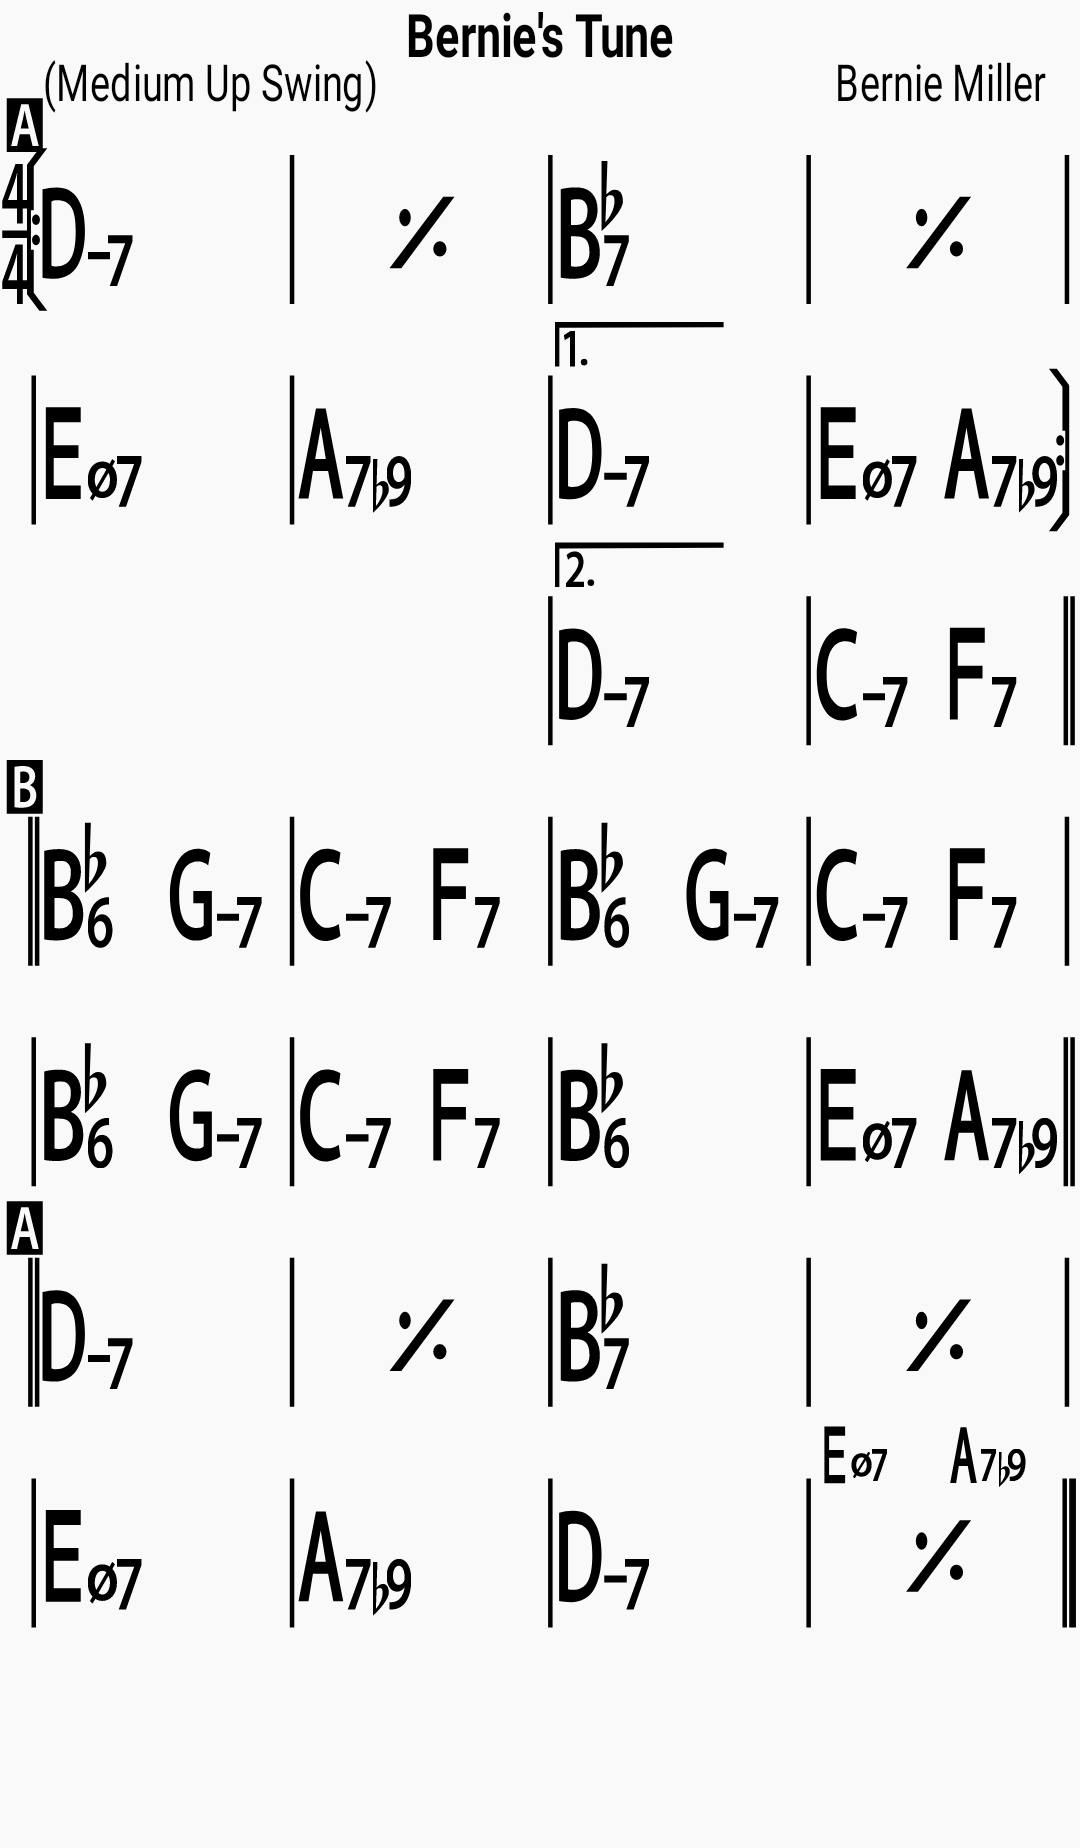 Bernie's Tune
(Medium Up Swing) Bernie Miller
A
4/4 D-7 | 𝄎 | B♭7 | 𝄎
1.
Eø7 | A7♭9 | D-7 | Eø7 A7♭9
2.
D-7 | C-7 F7
B
B♭6 G-7 | C-7 F7 | B♭6 G-7 | C-7 F7
B♭6 G-7 | C-7 F7 | B♭6 | Eø7 A7♭9
A
D-7 | 𝄎 | B♭7 | 𝄎
Eø7 A7♭9
Eø7 | A7♭9 | D-7 | 𝄎